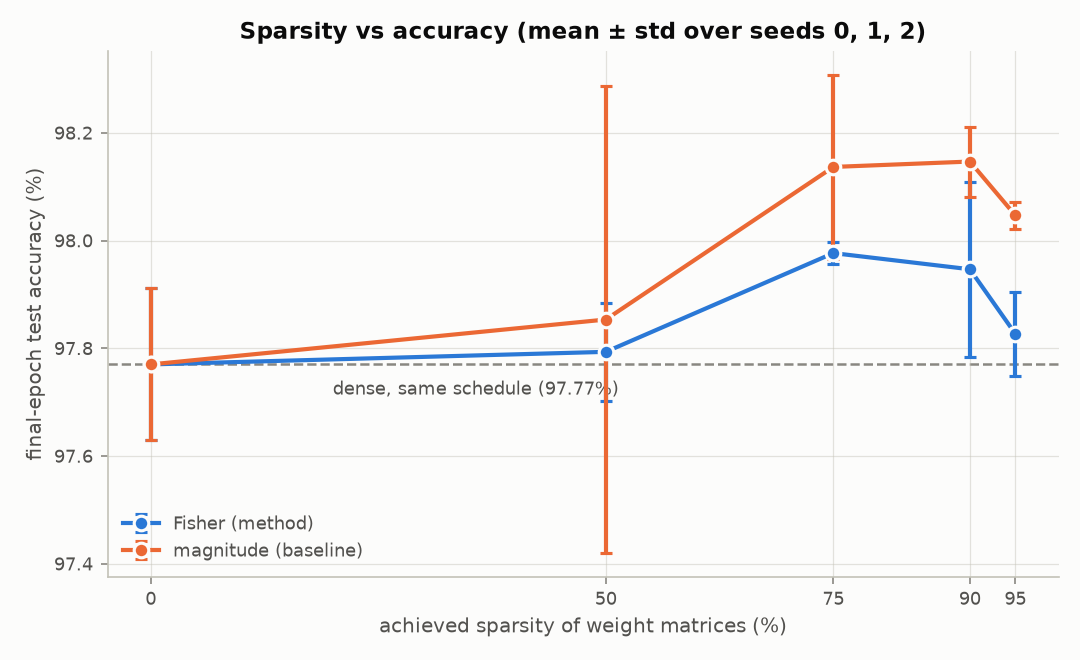 Sparsity vs accuracy (mean ± std over seeds 0, 1, 2)
final-epoch test accuracy (%)
98.2
98.0
97.8
97.6
97.4
dense, same schedule (97.77%)
Fisher (method)
magnitude (baseline)
0
50
75
90
95
achieved sparsity of weight matrices (%)